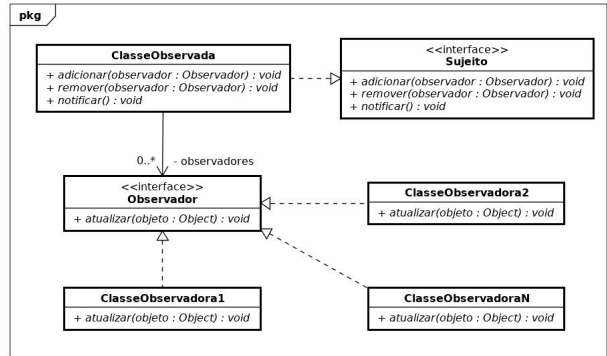 pkg
ClasseObservada
+ adicionar(observador : Observador) : void
+ remover(observador : Observador) : void
+ notificar() : void
<<interface>>
Sujeito
+ adicionar(observador : Observador) : void
+ remover(observador : Observador) : void
+ notificar() : void
0..* - observadores
<<interface>>
Observador
+ atualizar(objeto : Object) : void
ClasseObservadora2
+ atualizar(objeto : Object) : void
ClasseObservadora1
+ atualizar(objeto : Object) : void
ClasseObservadoraN
+ atualizar(objeto : Object) : void